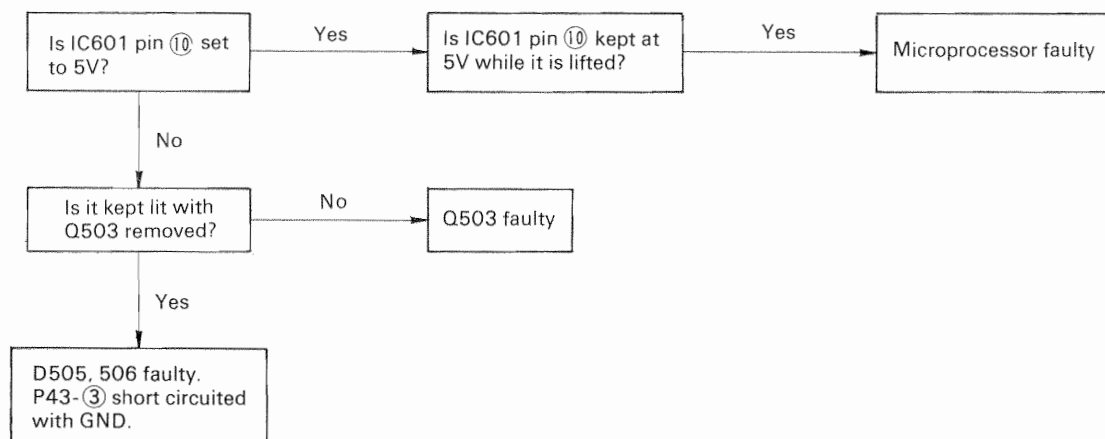 Is IC601 pin ⑩ set
to 5V?
Yes
Is IC601 pin ⑩ kept at
5V while it is lifted?
Yes
Microprocessor faulty
No
Is it kept lit with
Q503 removed?
No
Q503 faulty
Yes
D505, 506 faulty.
P43-③ short circuited
with GND.